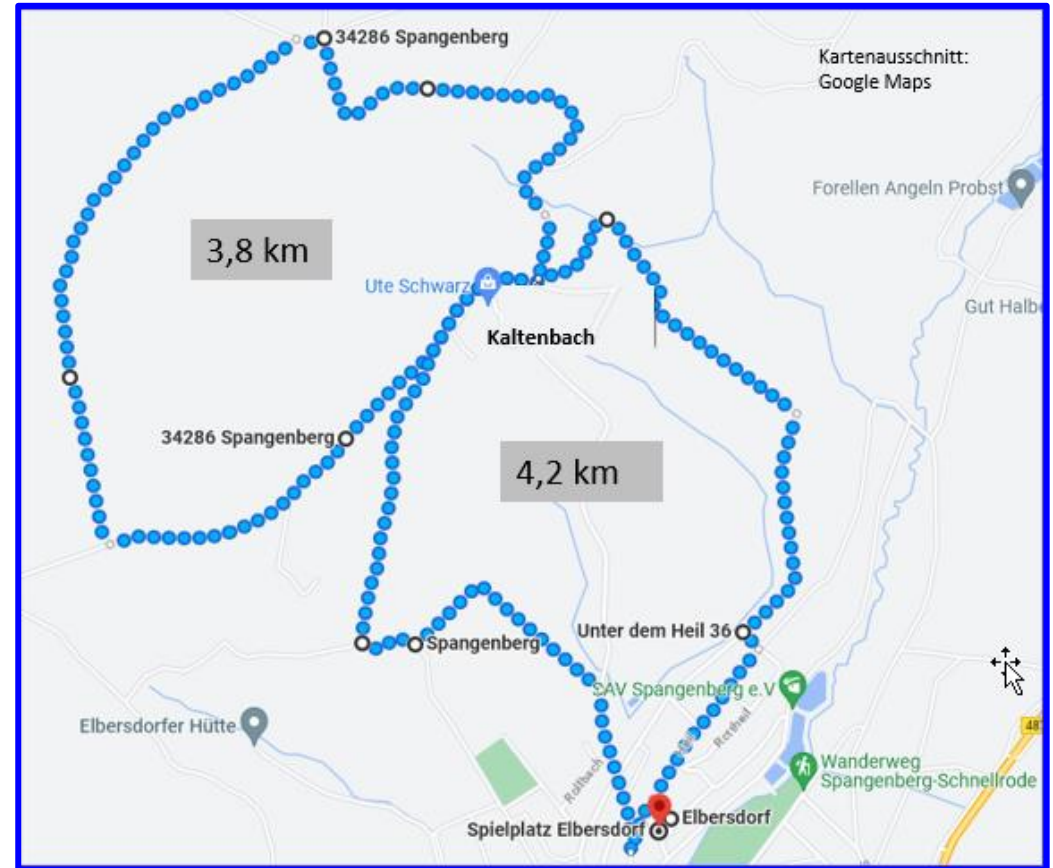 34286 Spangenberg
Kartenausschnitt:
Google Maps
Forellen Angeln Probst
3,8 km
Ute Schwarz
Gut Halbe
Kaltenbach
34286 Spangenberg
4,2 km
Unter dem Heil 36
Spangenberg
SAV Spangenberg e.V
Elbersdorfer Hütte
Rottheil
Wanderweg
Spangenberg-Schnellrode
Elbersdorf
Spielplatz Elbersdorf